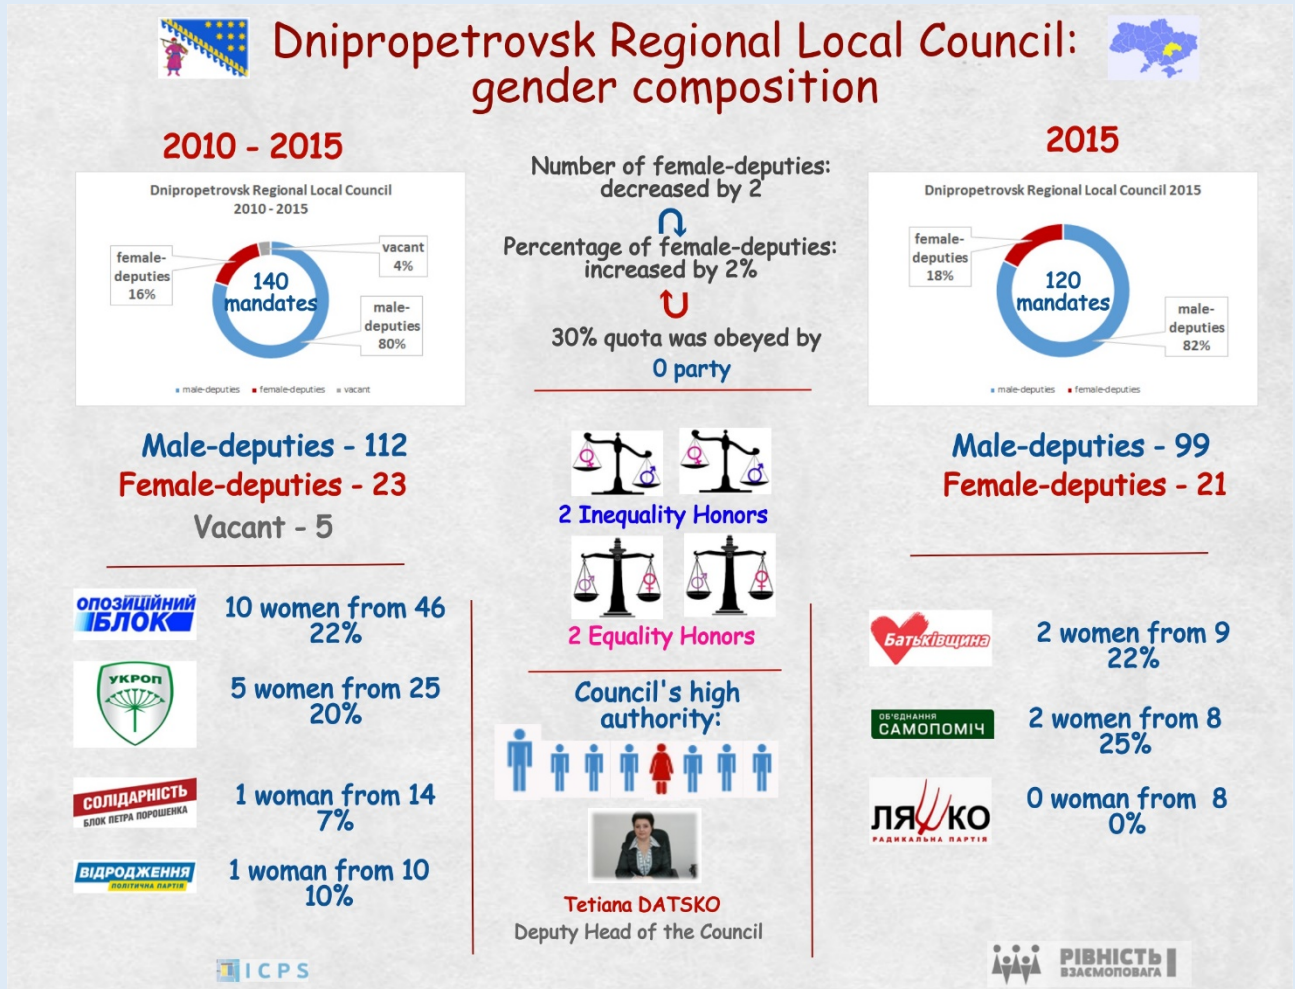 Dnipropetrovsk Regional Local Council:
gender composition
2010 - 2015
Dnipropetrovsk Regional Local Council
2010 - 2015
female-
deputies
16%
vacant
4%
140
mandates
male-
deputies
80%
male-deputies female-deputies vacant
Male-deputies - 112
Female-deputies - 23
Vacant - 5
Number of female-deputies:
decreased by 2
Percentage of female-deputies:
increased by 2%
30% quota was obeyed by
0 party
2015
Dnipropetrovsk Regional Local Council 2015
female-
deputies
18%
120
mandates
male-
deputies
82%
male-deputies female-deputies
Male-deputies - 99
Female-deputies - 21
2 Inequality Honors
2 Equality Honors
ОПОЗИЦІЙНИЙ
БЛОК
10 women from 46
22%
УКРОП
5 women from 25
20%
СОЛІДАРНІСТЬ
БЛОК ПЕТРА ПОРОШЕНКА
1 woman from 14
7%
ВІДРОДЖЕННЯ
ПОЛІТИЧНА ПАРТІЯ
1 woman from 10
10%
Council's high
authority:
Tetiana DATSKO
Deputy Head of the Council
Батьківщина
2 women from 9
22%
ОБ'ЄДНАННЯ
САМОПОМІЧ
2 women from 8
25%
ЛЯШКО
РАДИКАЛЬНА ПАРТІЯ
0 woman from 8
0%
ICPS
РІВНІСТЬ
ВЗАЄМОПОВАГА